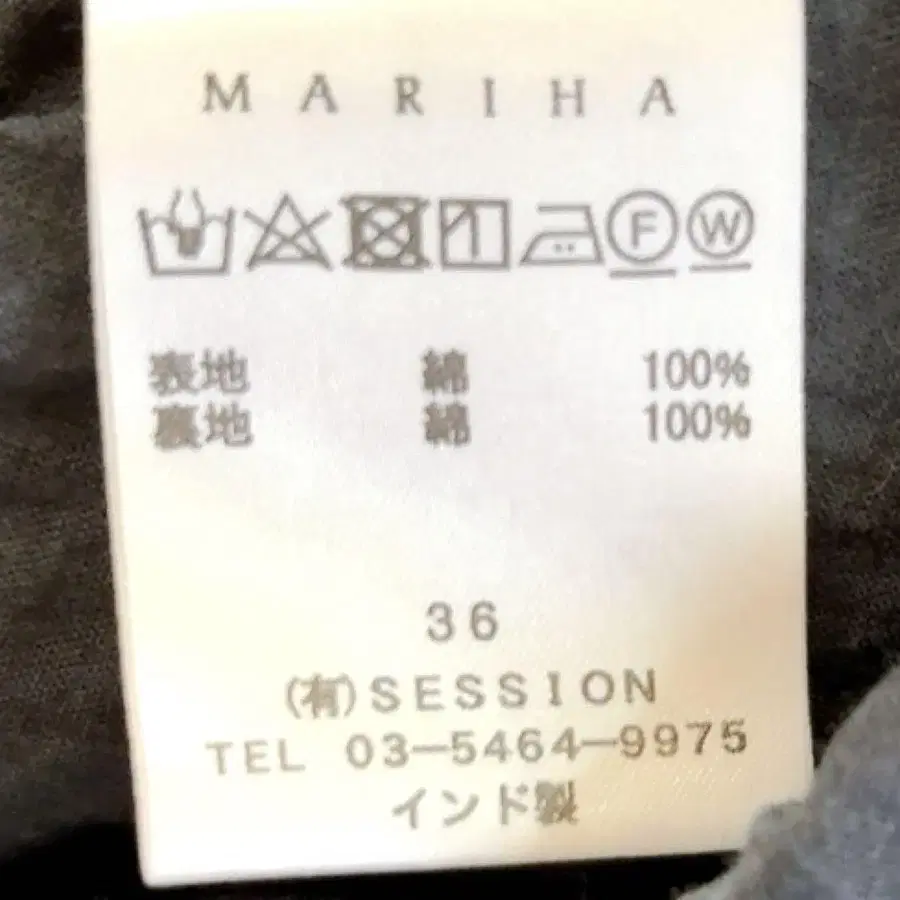 MARIHA
F W
表地 綿 100%
裏地 綿 100%
36
(有)SESSION
TEL 03-5464-9975
インド製